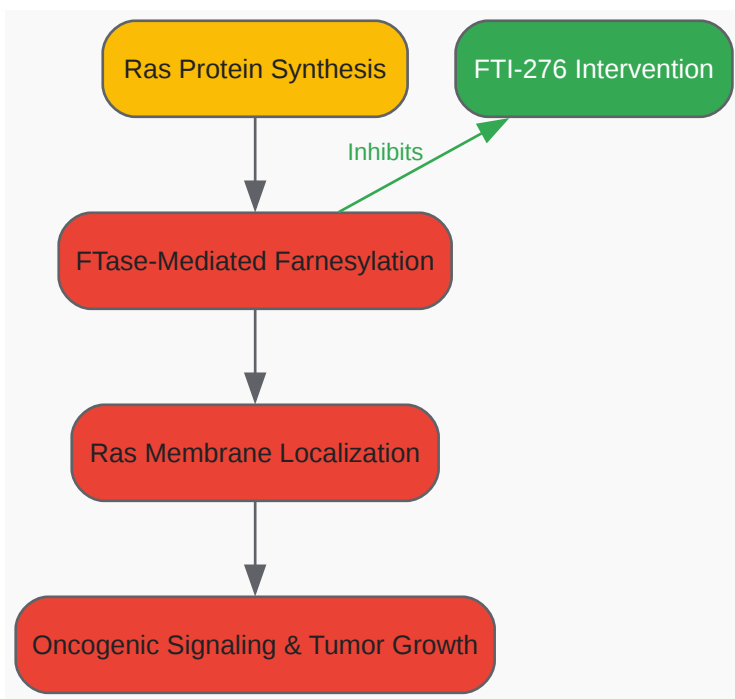 Ras Protein Synthesis
FTI-276 Intervention
Inhibits
FTase-Mediated Farnesylation
Ras Membrane Localization
Oncogenic Signaling & Tumor Growth